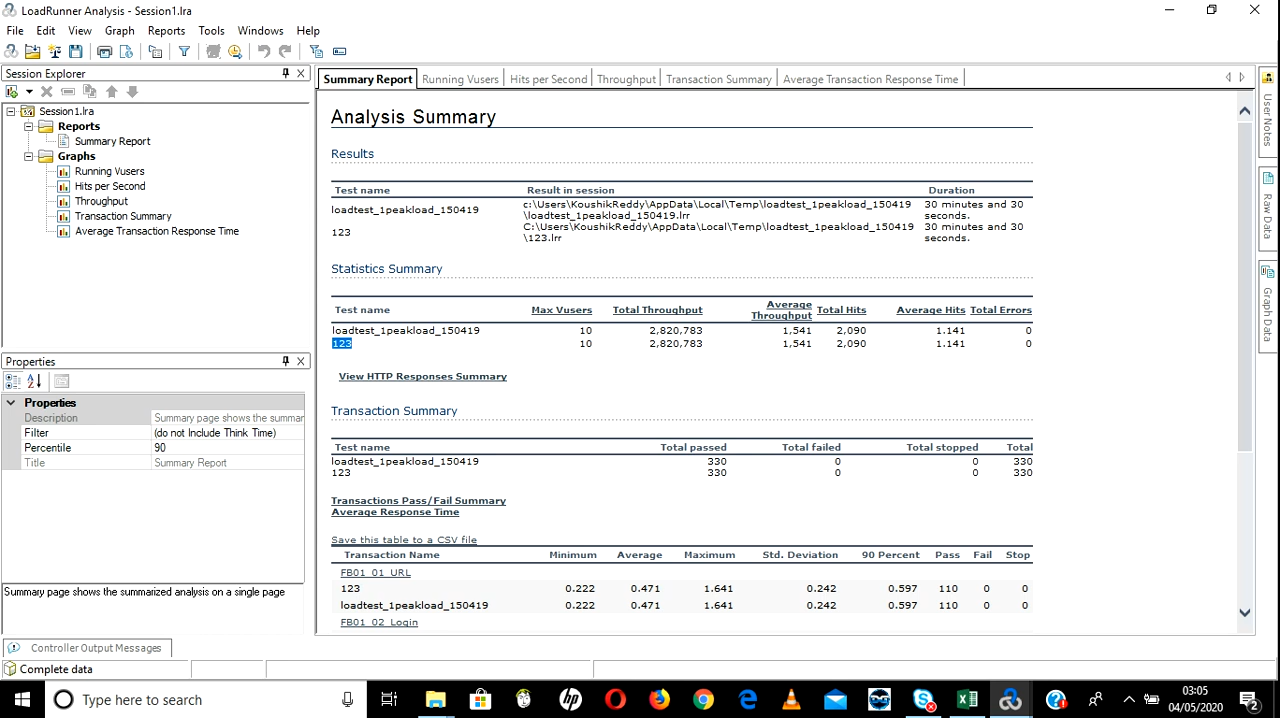 LoadRunner Analysis - Session1.lra
File Edit View Graph Reports Tools Windows Help
Session Explorer
Session1.lra
Reports
Summary Report
Graphs
Running Vusers
Hits per Second
Throughput
Transaction Summary
Average Transaction Response Time
Properties
Properties
Description Summary page shows the summar
Filter (do not Include Think Time)
Percentile 90
Title Summary Report
Summary page shows the summarized analysis on a single page
Summary Report Running Vusers Hits per Second Throughput Transaction Summary Average Transaction Response Time
Analysis Summary
Results
Test name Result in session Duration
loadtest_1peakload_150419 c:\Users\KoushikReddy\AppData\Local\Temp\loadtest_1peakload_150419 30 minutes and 30
\loadtest_1peakload_150419.lrr seconds.
123 C:\Users\KoushikReddy\AppData\Local\Temp\loadtest_1peakload_150419 30 minutes and 30
\123.lrr seconds.
Statistics Summary
Test name Max Vusers Total Throughput Average Throughput Total Hits Average Hits Total Errors
loadtest_1peakload_150419 10 2,820,783 1,541 2,090 1.141 0
123 10 2,820,783 1,541 2,090 1.141 0
View HTTP Responses Summary
Transaction Summary
Test name Total passed Total failed Total stopped Total
loadtest_1peakload_150419 330 0 0 330
123 330 0 0 330
Transactions Pass/Fail Summary
Average Response Time
Save this table to a CSV file
Transaction Name Minimum Average Maximum Std. Deviation 90 Percent Pass Fail Stop
FB01_01_URL
123 0.222 0.471 1.641 0.242 0.597 110 0 0
loadtest_1peakload_150419 0.222 0.471 1.641 0.242 0.597 110 0 0
FB01_02_Login
User Notes
Raw Data
Graph Data
Controller Output Messages
Complete data
Type here to search
03:05
04/05/2020
2